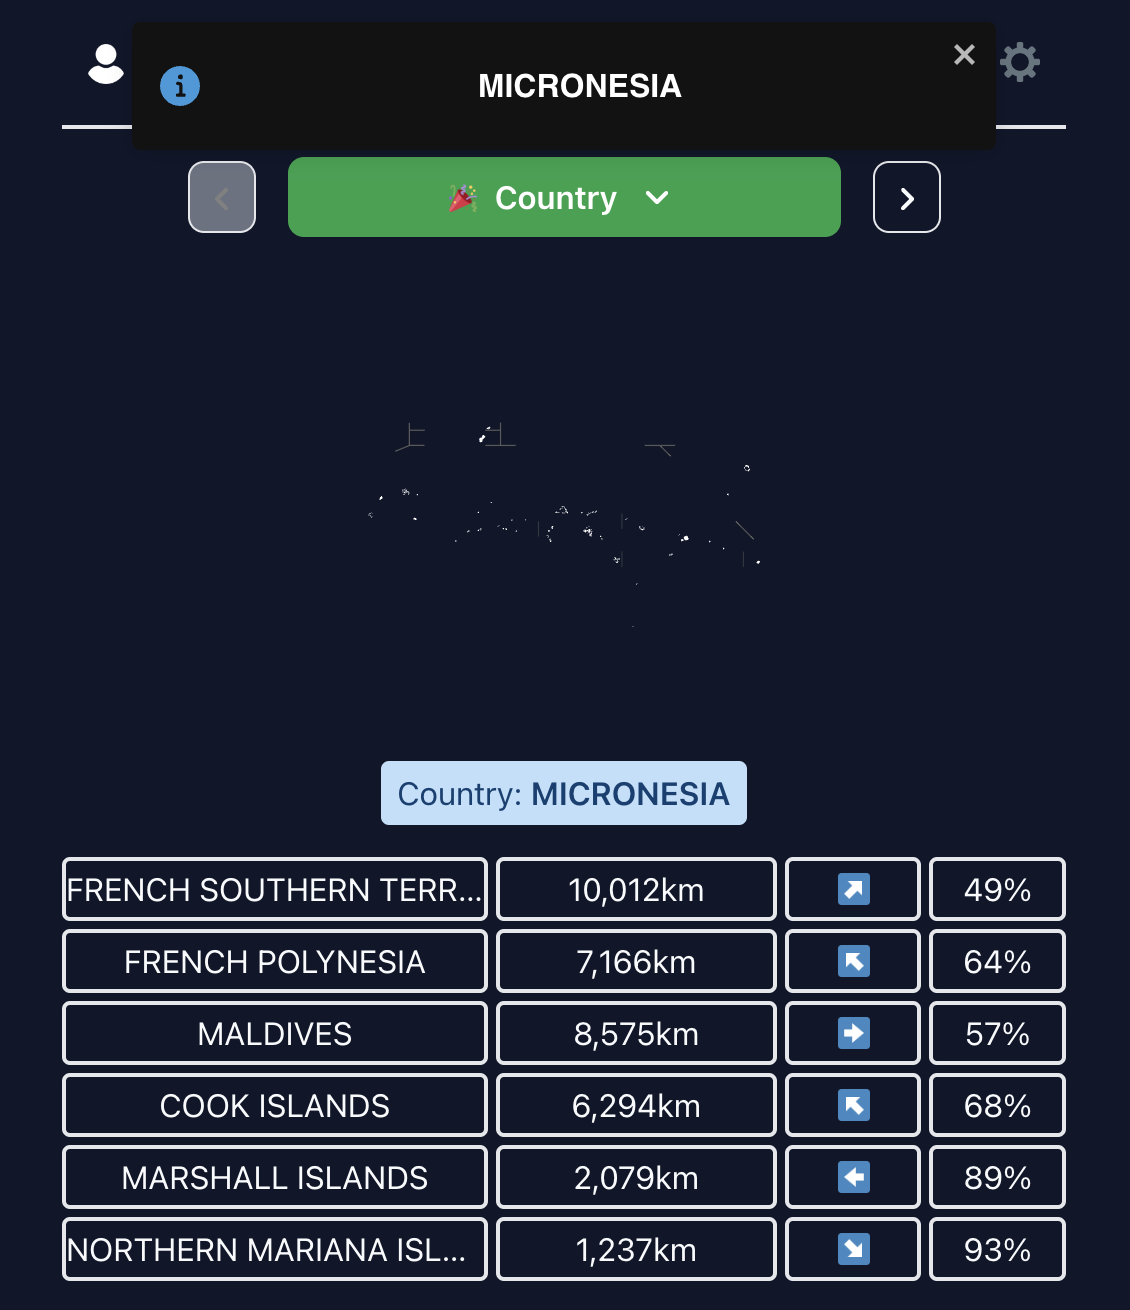 MICRONESIA
Country
Country: MICRONESIA
FRENCH SOUTHERN TERR... 10,012km 49%
FRENCH POLYNESIA 7,166km 64%
MALDIVES 8,575km 57%
COOK ISLANDS 6,294km 68%
MARSHALL ISLANDS 2,079km 89%
NORTHERN MARIANA ISL... 1,237km 93%